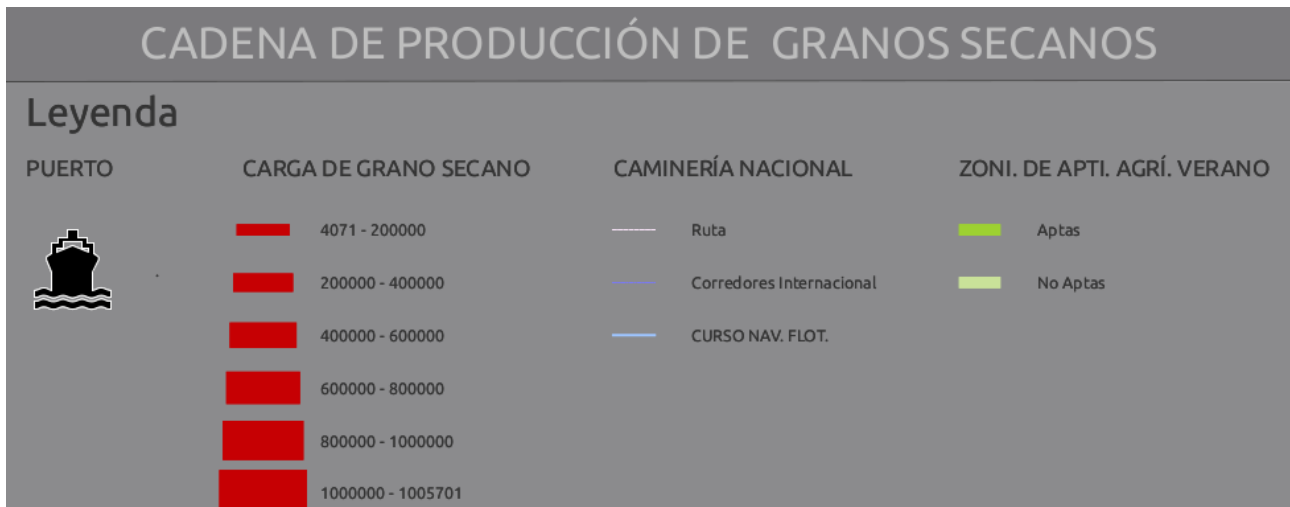 CADENA DE PRODUCCIÓN DE GRANOS SECANOS
Leyenda
PUERTO
CARGA DE GRANO SECANO
4071 - 200000
200000 - 400000
400000 - 600000
600000 - 800000
800000 - 1000000
1000000 - 1005701
CAMINERÍA NACIONAL
Ruta
Corredores Internacional
CURSO NAV. FLOT.
ZONI. DE APTI. AGRÍ. VERANO
Aptas
No Aptas